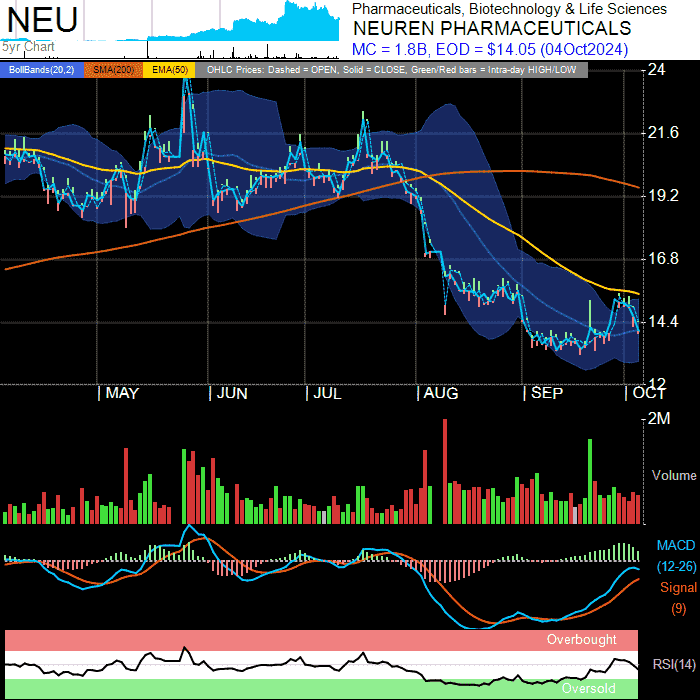 NEU
5yr Chart
Pharmaceuticals, Biotechnology & Life Sciences
NEUREN PHARMACEUTICALS
MC = 1.8B, EOD = $14.05 (04Oct2024)
BollBands(20,2) SMA(200) EMA(50) OHLC Prices: Dashed = OPEN, Solid = CLOSE, Green/Red bars = Intra-day HIGH/LOW
24
21.6
19.2
16.8
14.4
12
MAY JUN JUL AUG SEP OCT
2M
Volume
MACD
(12-26)
Signal
(9)
Overbought
RSI(14)
Oversold